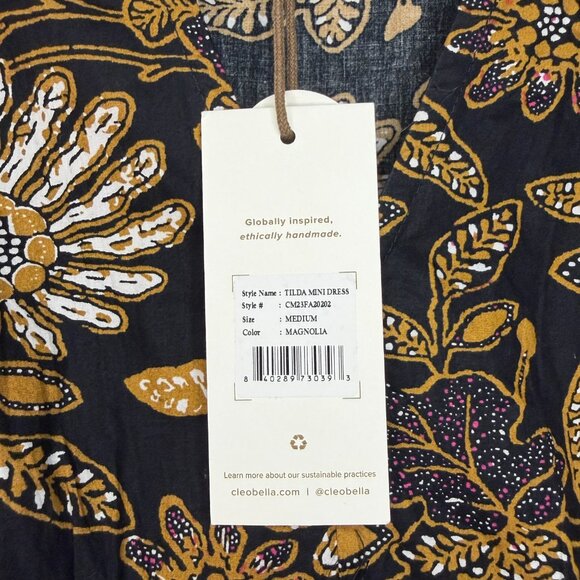 Globally inspired,
ethically handmade.
Style Name : TILDA MINI DRESS
Style # : CM23FA20202
Size : MEDIUM
Color : MAGNOLIA
8 40289 73039 3
Learn more about our sustainable practices
cleobella.com | @cleobella